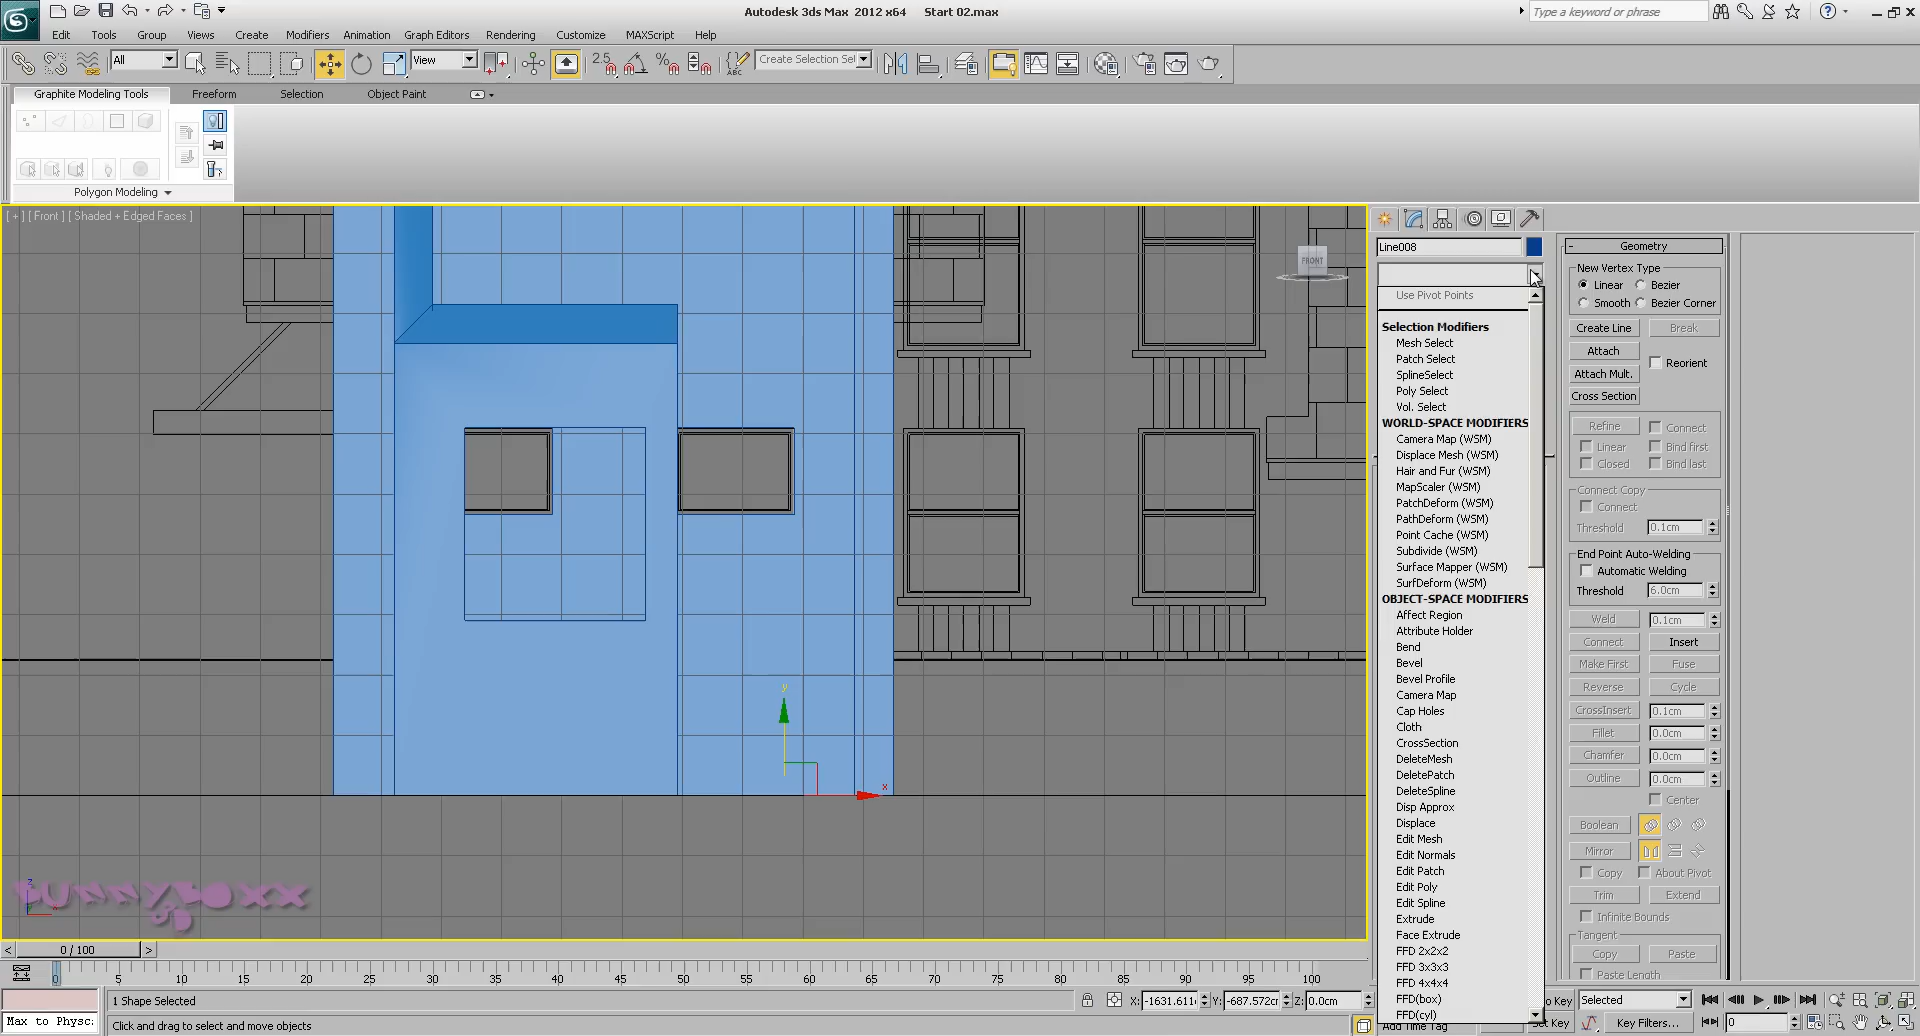 Autodesk 3ds Max 2012 x64 Start 02.max
Type a keyword or phrase
Edit Tools Group Views Create Modifiers Animation Graph Editors Rendering Customize MAXScript Help
All View Create Selection Se
Graphite Modeling Tools Freeform Selection Object Paint
Polygon Modeling
[ + ] [ Front ] [ Shaded + Edged Faces ]
FRONT
Line008
Use Pivot Points
Selection Modifiers
Mesh Select
Patch Select
SplineSelect
Poly Select
Vol. Select
WORLD-SPACE MODIFIERS
Camera Map (WSM)
Displace Mesh (WSM)
Hair and Fur (WSM)
MapScaler (WSM)
PatchDeform (WSM)
PathDeform (WSM)
Point Cache (WSM)
Subdivide (WSM)
Surface Mapper (WSM)
SurfDeform (WSM)
OBJECT-SPACE MODIFIERS
Affect Region
Attribute Holder
Bend
Bevel
Bevel Profile
Camera Map
Cap Holes
Cloth
CrossSection
DeleteMesh
DeletePatch
DeleteSpline
Disp Approx
Displace
Edit Mesh
Edit Normals
Edit Patch
Edit Poly
Edit Spline
Extrude
Face Extrude
FFD 2x2x2
FFD 3x3x3
FFD 4x4x4
FFD(box)
FFD(cyl)
- Geometry
New Vertex Type
Linear Bezier
Smooth Bezier Corner
Create Line Break
Attach
Reorient
Attach Mult.
Cross Section
Refine Connect
Linear Bind first
Closed Bind last
Connect Copy
Connect
Threshold 0.1cm
End Point Auto-Welding
Automatic Welding
Threshold 6.0cm
Weld 0.1cm
Connect Insert
Make First Fuse
Reverse Cycle
CrossInsert 0.1cm
Fillet 0.0cm
Chamfer 0.0cm
Outline 0.0cm
Center
Boolean
Mirror
Copy About Pivot
Trim Extend
Infinite Bounds
Tangent
Copy Paste
Paste Length
y
x
z
< 0 / 100 >
0 5 10 15 20 25 30 35 40 45 50 55 60 65 70 75 80 85 90 95 100
1 Shape Selected
X: -1631.611 Y: -687.572cr Z: 0.0cm
Selected
Max to Physc:
Click and drag to select and move objects
Add Time Tag
Set Key
Key Filters...
0